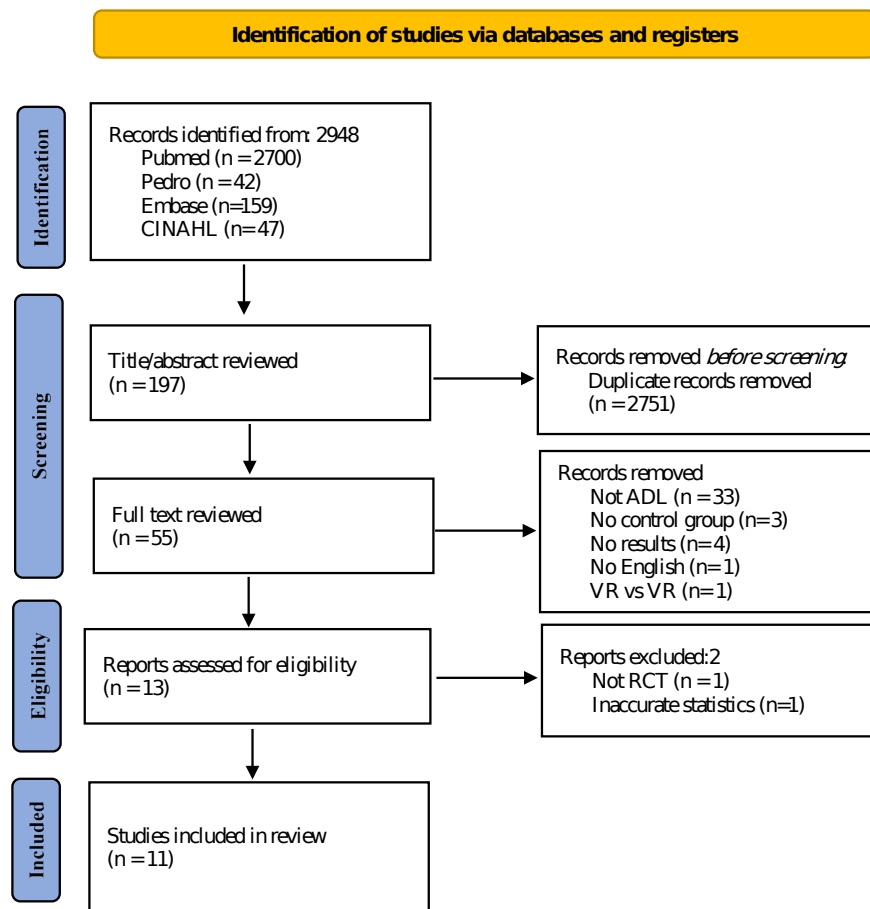 Identification of studies via databases and registers
Identification
Records identified from: 2948
Pubmed (n = 2700)
Pedro (n = 42)
Embase (n=159)
CINAHL (n= 47)
Screening
Title/abstract reviewed
(n = 197)
Records removed before screening:
Duplicate records removed
(n = 2751)
Full text reviewed
(n = 55)
Records removed
Not ADL (n = 33)
No control group (n= 3)
No results (n= 4)
No English (n= 1)
VR vs VR (n= 1)
Eligibility
Reports assessed for eligibility
(n = 13)
Reports excluded:2
Not RCT (n = 1)
Inaccurate statistics (n=1)
Included
Studies included in review
(n = 11)